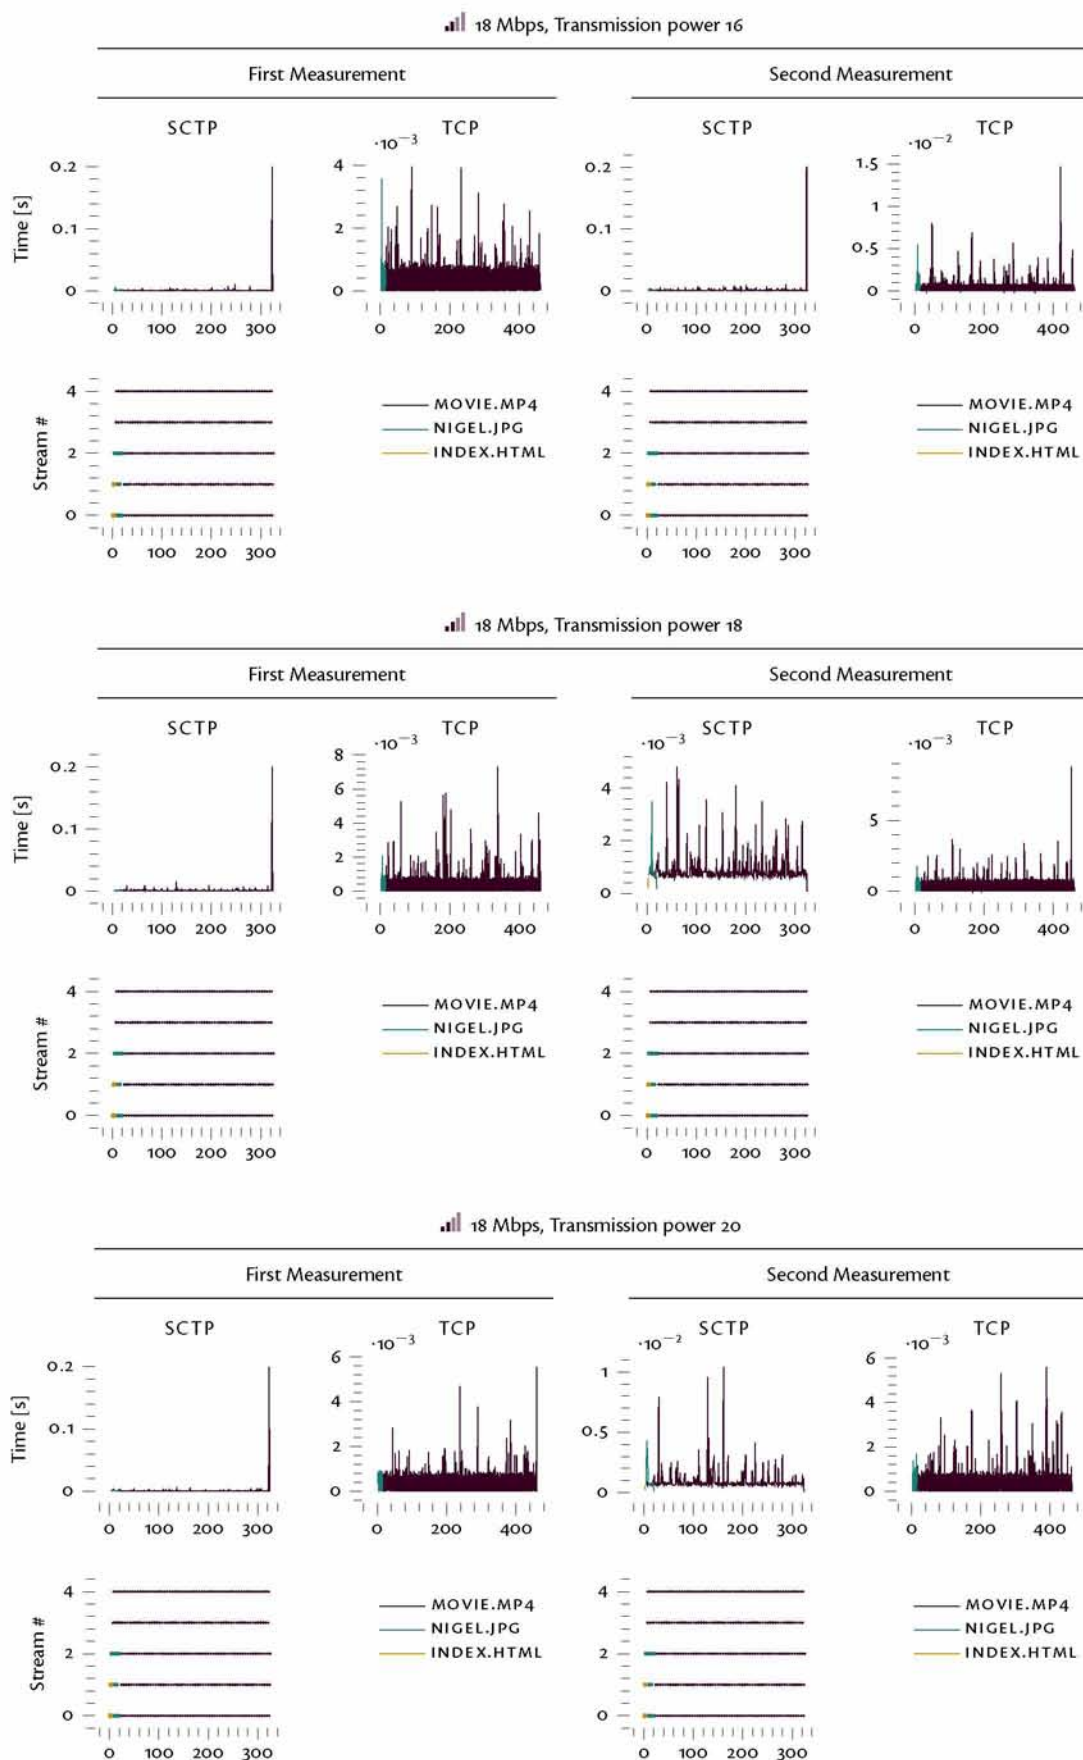 18 Mbps, Transmission power 16
First Measurement
Second Measurement
SCTP
TCP
SCTP
TCP
·10⁻³
·10⁻²
Time [s]
0.2
0.1
0
0 100 200 300
4
2
0
0 200 400
0.2
0.1
0
0 100 200 300
1.5
1
0.5
0
0 200 400
Stream #
4
2
0
0 100 200 300
MOVIE.MP4
NIGEL.JPG
INDEX.HTML
4
2
0
0 100 200 300
MOVIE.MP4
NIGEL.JPG
INDEX.HTML
18 Mbps, Transmission power 18
First Measurement
Second Measurement
SCTP
TCP
SCTP
TCP
·10⁻³
·10⁻³
·10⁻³
Time [s]
0.2
0.1
0
0 100 200 300
8
6
4
2
0
0 200 400
4
2
0
0 100 200 300
5
0
0 200 400
Stream #
4
2
0
0 100 200 300
MOVIE.MP4
NIGEL.JPG
INDEX.HTML
4
2
0
0 100 200 300
MOVIE.MP4
NIGEL.JPG
INDEX.HTML
18 Mbps, Transmission power 20
First Measurement
Second Measurement
SCTP
TCP
SCTP
TCP
·10⁻³
·10⁻²
·10⁻³
Time [s]
0.2
0.1
0
0 100 200 300
6
4
2
0
0 200 400
1
0.5
0
0 100 200 300
6
4
2
0
0 200 400
Stream #
4
2
0
0 100 200 300
MOVIE.MP4
NIGEL.JPG
INDEX.HTML
4
2
0
0 100 200 300
MOVIE.MP4
NIGEL.JPG
INDEX.HTML